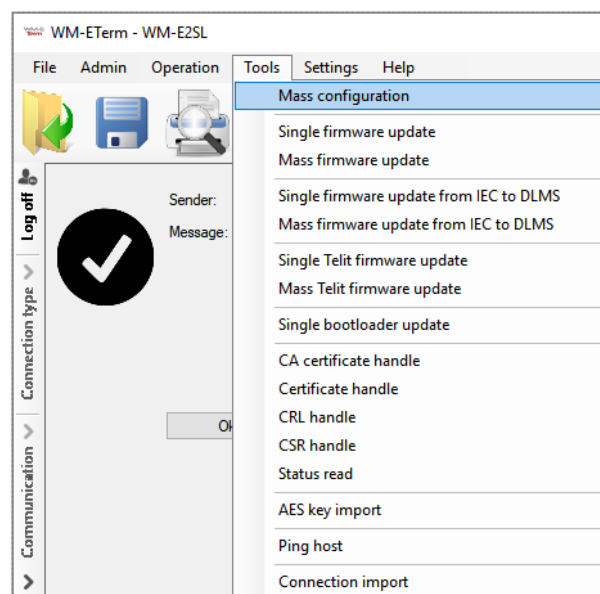 WM-E Term WM-ETerm - WM-E2SL
File Admin Operation Tools Settings Help
Mass configuration
Single firmware update
Mass firmware update
Single firmware update from IEC to DLMS
Mass firmware update from IEC to DLMS
Single Telit firmware update
Mass Telit firmware update
Single bootloader update
CA certificate handle
Certificate handle
CRL handle
CSR handle
Status read
AES key import
Ping host
Connection import
Log off
Connection type
Communication
Sender:
Message:
Ok